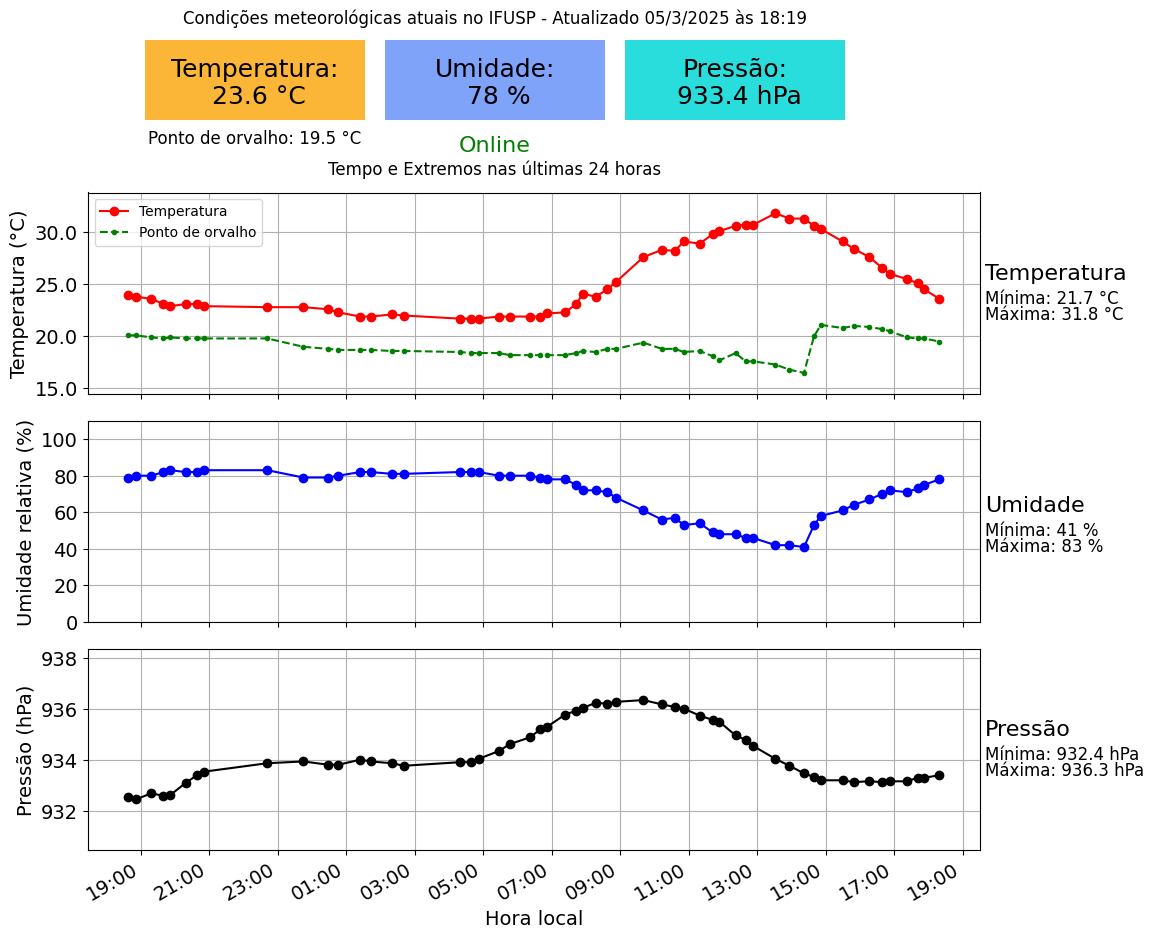 Condições meteorológicas atuais no IFUSP - Atualizado 05/3/2025 às 18:19
Temperatura:
23.6 °C
Umidade:
78 %
Pressão:
933.4 hPa
Ponto de orvalho: 19.5 °C
Online
Tempo e Extremos nas últimas 24 horas
Temperatura (°C)
30.0
25.0
20.0
15.0
Temperatura
Ponto de orvalho
Temperatura
Mínima: 21.7 °C
Máxima: 31.8 °C
Umidade relativa (%)
100
80
60
40
20
0
Umidade
Mínima: 41 %
Máxima: 83 %
Pressão (hPa)
938
936
934
932
Pressão
Mínima: 932.4 hPa
Máxima: 936.3 hPa
19:00
21:00
23:00
01:00
03:00
05:00
07:00
09:00
11:00
13:00
15:00
17:00
19:00
Hora local